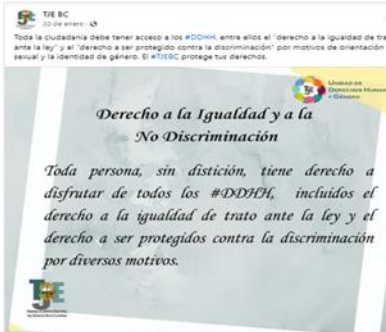 TJE BC
30 de enero ·
Toda la ciudadanía debe tener acceso a los #DDHH, entre ellos el "derecho a la igualdad de tra
ante la ley" y el "derecho a ser protegido contra la discriminación" por motivos de orientación
sexual y la identidad de género. El #TJEBC protege tus derechos.
UNIDAD DE
DERECHOS HUMAN
Y GÉNERO
Derecho a la Igualdad y a la
No Discriminación
Toda persona, sin distición, tiene derecho a
disfrutar de todos los #DDHH, incluidos el
derecho a la igualdad de trato ante la ley y el
derecho a ser protegidos contra la discriminación
por diversos motivos.
TJE